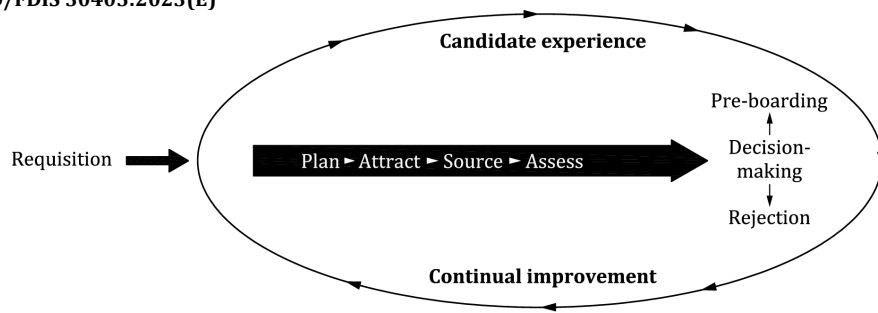 /FDIS 30405:2023(E)
Candidate experience
Pre-boarding
Requisition
Plan ► Attract ► Source ► Assess
Decision-
making
Rejection
Continual improvement